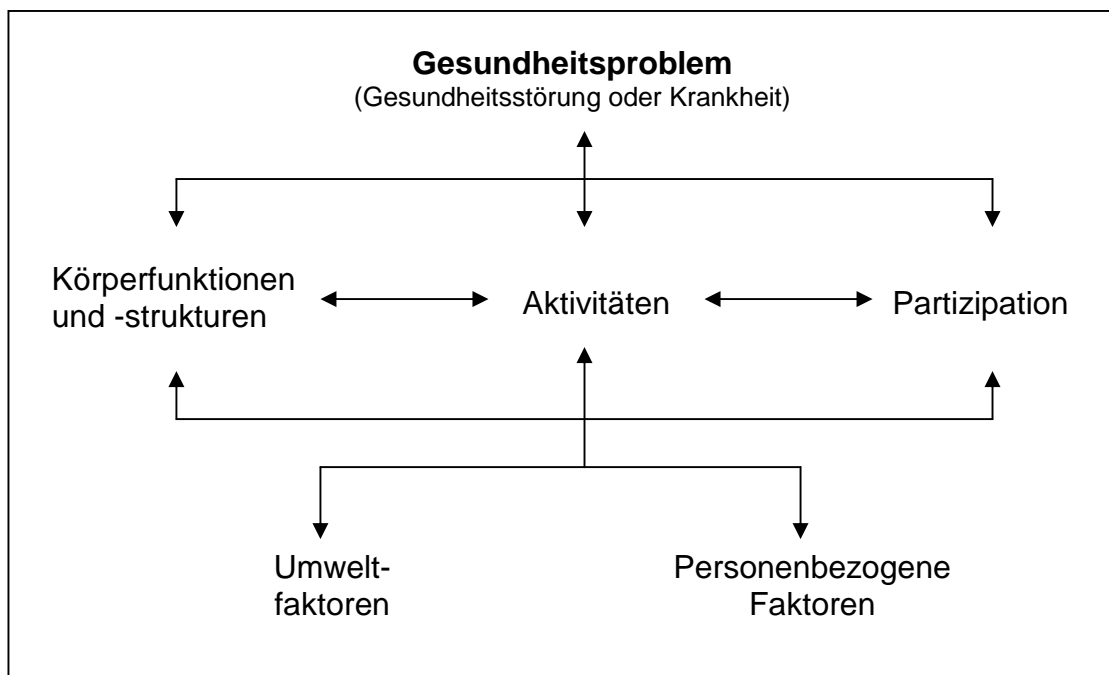 Gesundheitsproblem
(Gesundheitsstörung oder Krankheit)
Körperfunktionen
und -strukturen
Aktivitäten
Partizipation
Umwelt-
faktoren
Personenbezogene
Faktoren